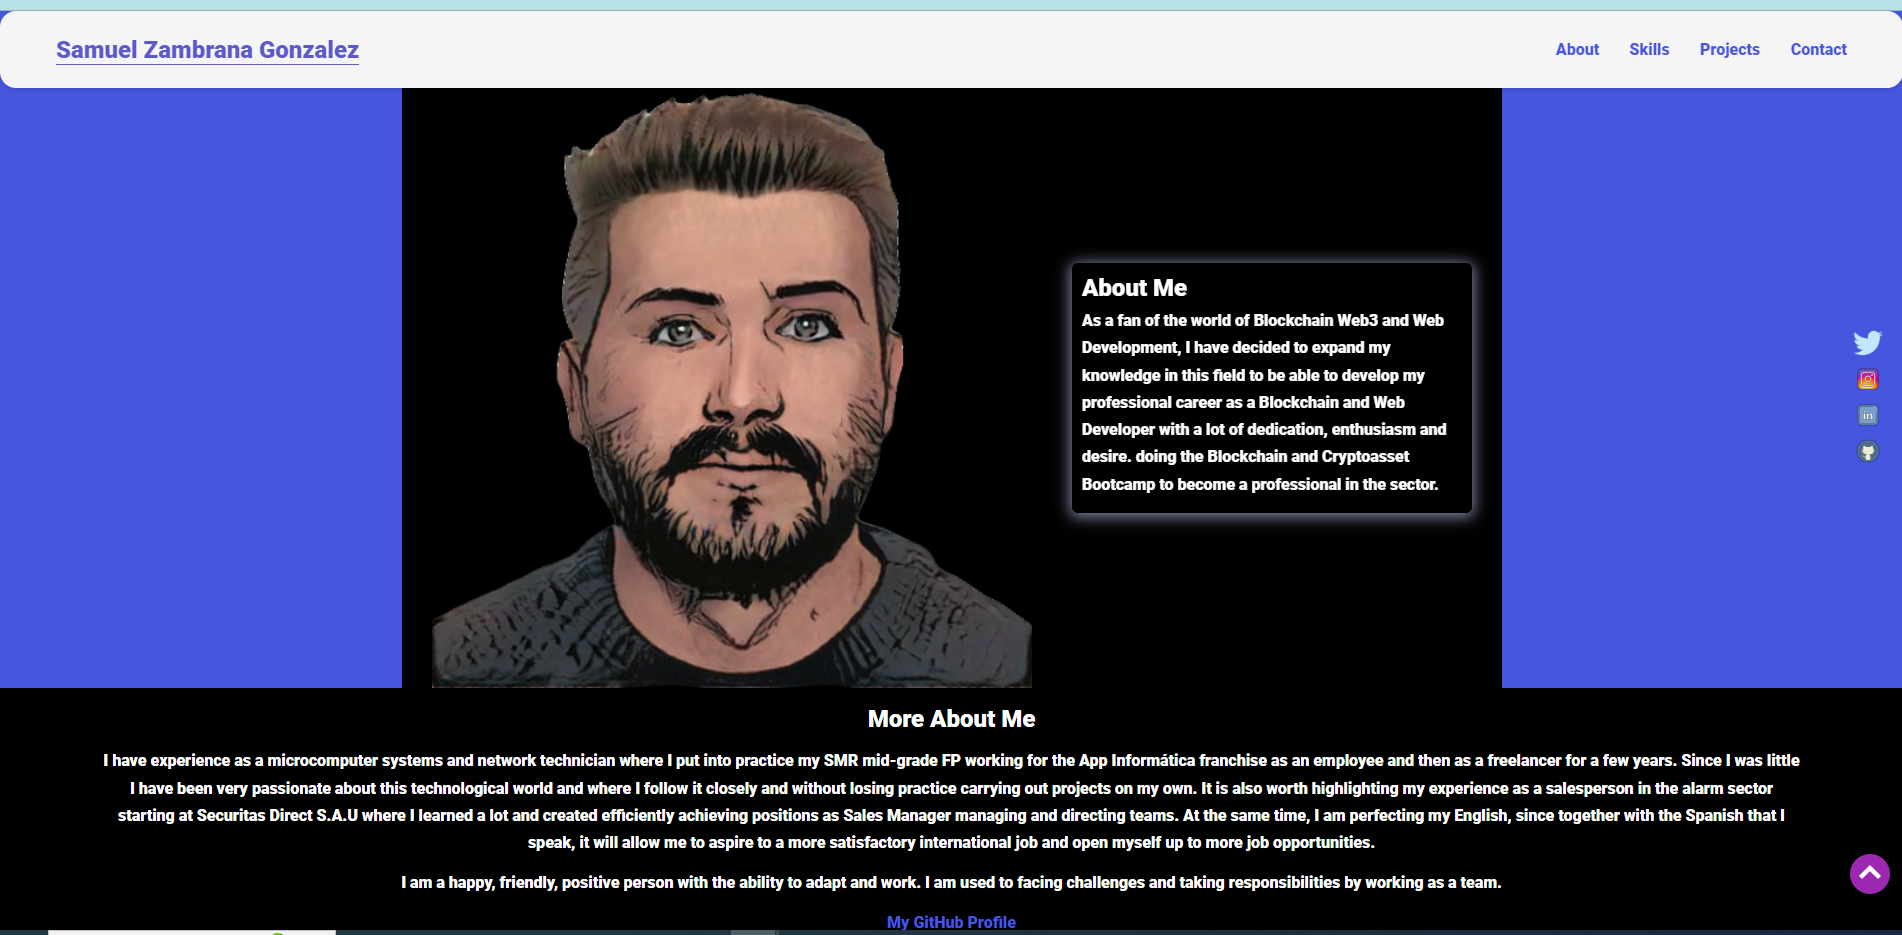 Samuel Zambrana Gonzalez
About Skills Projects Contact
About Me
As a fan of the world of Blockchain Web3 and Web
Development, I have decided to expand my
knowledge in this field to be able to develop my
professional career as a Blockchain and Web
Developer with a lot of dedication, enthusiasm and
desire. doing the Blockchain and Cryptoasset
Bootcamp to become a professional in the sector.
in
More About Me
I have experience as a microcomputer systems and network technician where I put into practice my SMR mid-grade FP working for the App Informática franchise as an employee and then as a freelancer for a few years. Since I was little
I have been very passionate about this technological world and where I follow it closely and without losing practice carrying out projects on my own. It is also worth highlighting my experience as a salesperson in the alarm sector
starting at Securitas Direct S.A.U where I learned a lot and created efficiently achieving positions as Sales Manager managing and directing teams. At the same time, I am perfecting my English, since together with the Spanish that I
speak, it will allow me to aspire to a more satisfactory international job and open myself up to more job opportunities.
I am a happy, friendly, positive person with the ability to adapt and work. I am used to facing challenges and taking responsibilities by working as a team.
My GitHub Profile